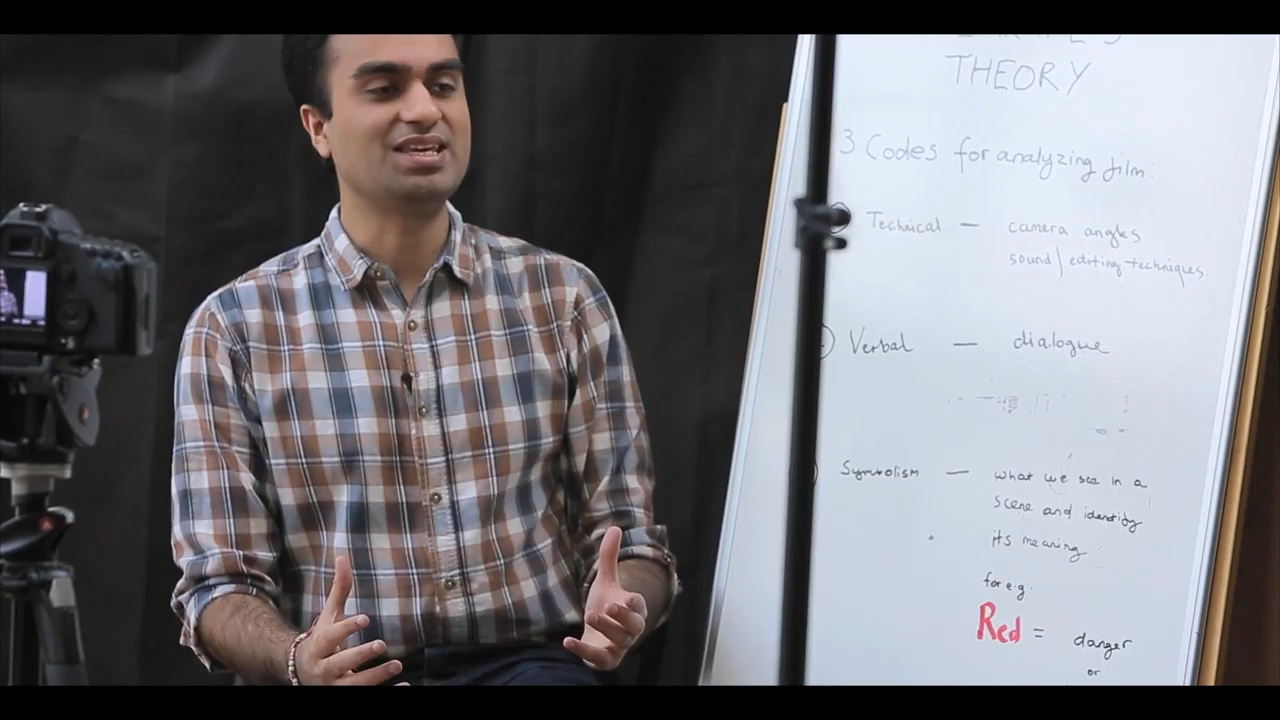 THEORY
3 Codes for analyzing film:
Technical — camera angles
sound/editing techniques
Verbal — dialogue
Symbolism — what we see in a
scene and identify
its meaning
for e.g.
Red = danger
or